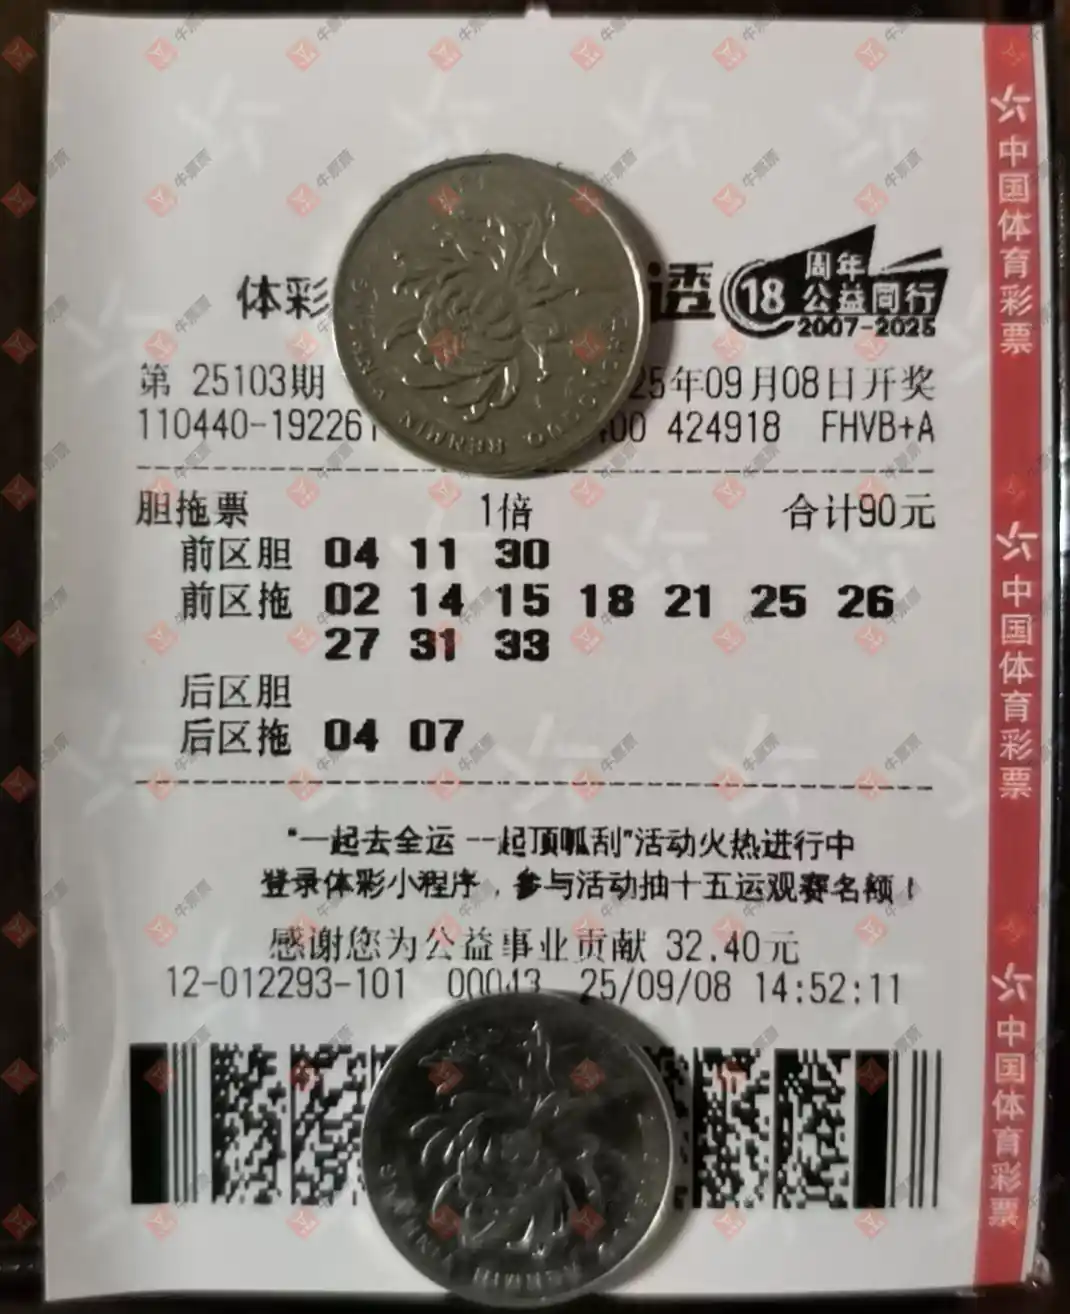 体彩 透 18 周年
公益同行
2007-2025
第 25103期 25年09月08日开奖
110440-192261 00 424918 FHVB+A
胆拖票 1倍 合计90元
前区胆 04 11 30
前区拖 02 14 15 18 21 25 26
27 31 33
后区胆
后区拖 04 07
“一起去全运 一起顶呱刮”活动火热进行中
登录体彩小程序，参与活动抽十五运观赛名额！
感谢您为公益事业贡献 32.40元
12-012293-101 00043 25/09/08 14:52:11
中国体育彩票
中国体育彩票
中国体育彩票
牛票票